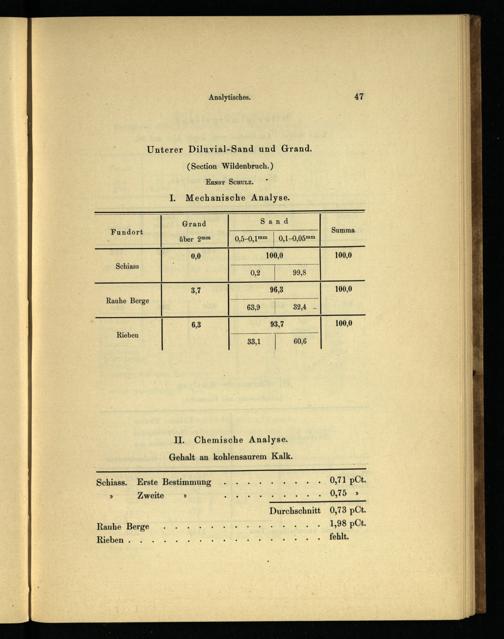 Analytisches. 47
Unterer Diluvial-Sand und Grand.
(Section Wildenbruch.)
Ernst Schulz.
I. Mechanische Analyse.
Fundort Grand über 2mm Sand 0,5–0,1mm 0,1–0,05mm Summa
Schiass 0,0 100,0 100,0
0,2 99,8
Rauhe Berge 3,7 96,3 100,0
63,9 32,4
Rieben 6,3 93,7 100,0
33,1 60,6
II. Chemische Analyse.
Gehalt an kohlensaurem Kalk.
Schiass. Erste Bestimmung . . . . . . . . . 0,71 pCt.
» Zweite » . . . . . . . . . 0,75 »
Durchschnitt 0,73 pCt.
Rauhe Berge . . . . . . . . . . . . . . 1,98 pCt.
Rieben . . . . . . . . . . . . . . . . fehlt.